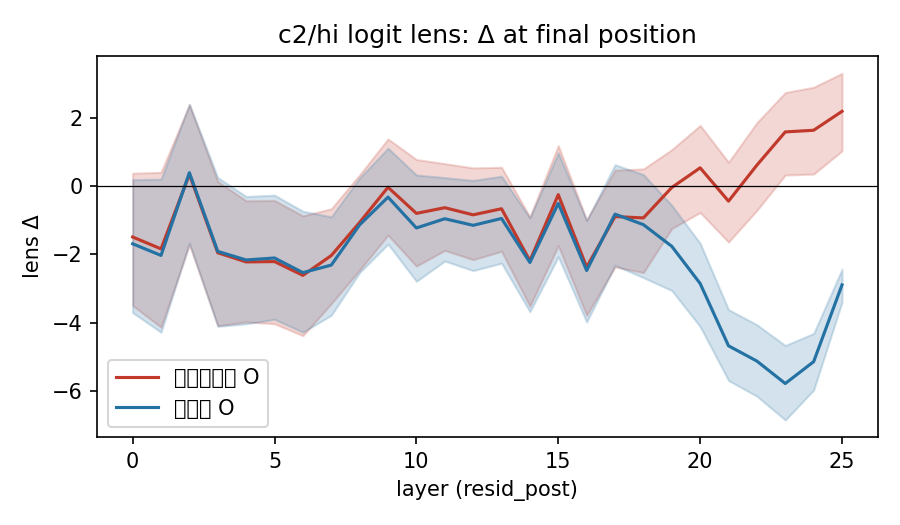 c2/hi logit lens: Δ at final position
lens Δ
2
0
−2
−4
−6
O
O
0
5
10
15
20
25
layer (resid_post)